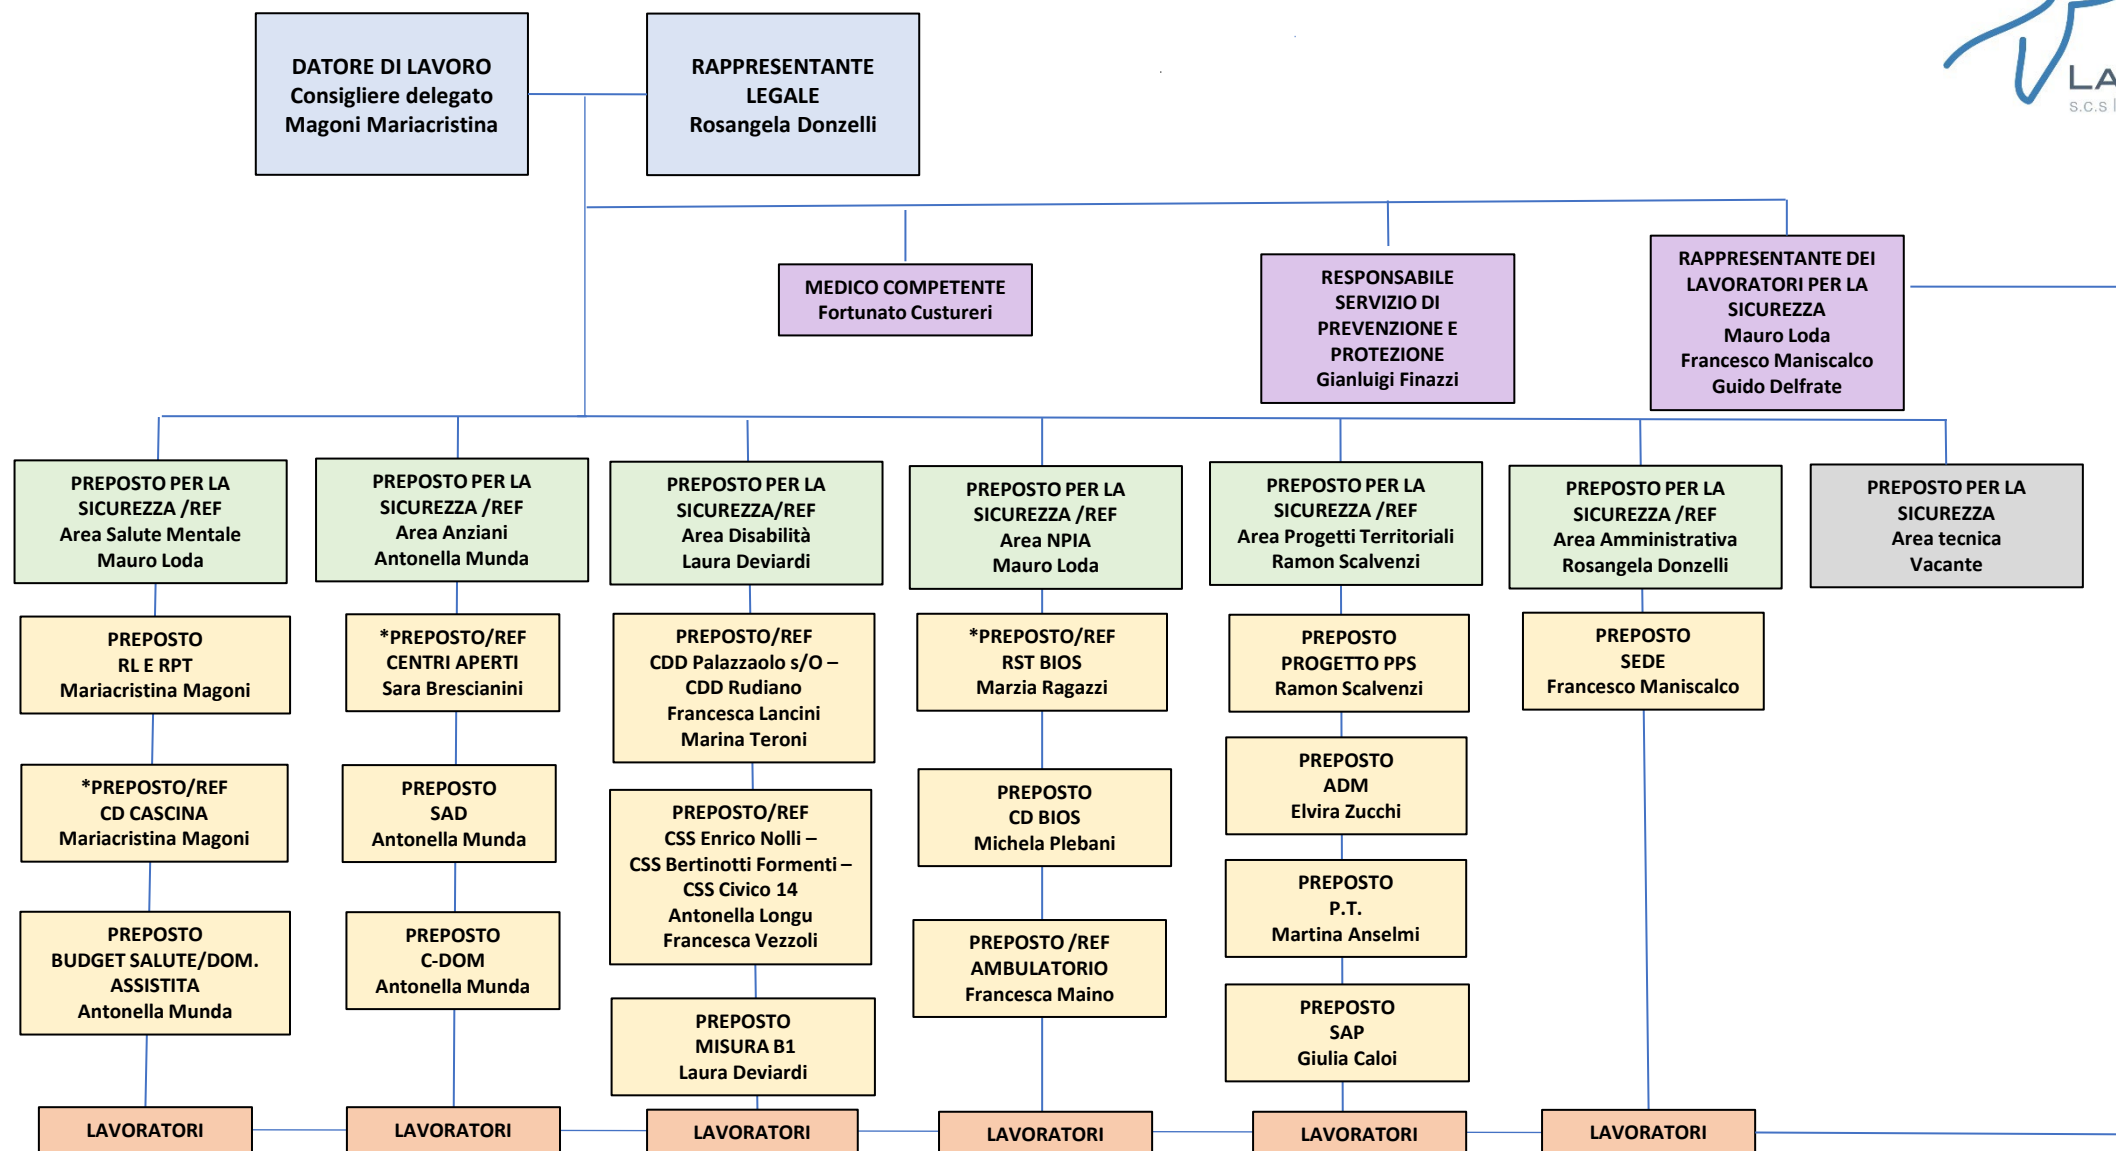 DATORE DI LAVORO
Consigliere delegato
Magoni Mariacristina
RAPPRESENTANTE
LEGALE
Rosangela Donzelli
LA
s.c.s
MEDICO COMPETENTE
Fortunato Custureri
RESPONSABILE
SERVIZIO DI
PREVENZIONE E
PROTEZIONE
Gianluigi Finazzi
RAPPRESENTANTE DEI
LAVORATORI PER LA
SICUREZZA
Mauro Loda
Francesco Maniscalco
Guido Delfrate
PREPOSTO PER LA
SICUREZZA /REF
Area Salute Mentale
Mauro Loda
PREPOSTO PER LA
SICUREZZA /REF
Area Anziani
Antonella Munda
PREPOSTO PER LA
SICUREZZA/REF
Area Disabilità
Laura Deviardi
PREPOSTO PER LA
SICUREZZA /REF
Area NPIA
Mauro Loda
PREPOSTO PER LA
SICUREZZA /REF
Area Progetti Territoriali
Ramon Scalvenzi
PREPOSTO PER LA
SICUREZZA /REF
Area Amministrativa
Rosangela Donzelli
PREPOSTO PER LA
SICUREZZA
Area tecnica
Vacante
PREPOSTO
RL E RPT
Mariacristina Magoni
*PREPOSTO/REF
CENTRI APERTI
Sara Brescianini
PREPOSTO/REF
CDD Palazzaolo s/O –
CDD Rudiano
Francesca Lancini
Marina Teroni
*PREPOSTO/REF
RST BIOS
Marzia Ragazzi
PREPOSTO
PROGETTO PPS
Ramon Scalvenzi
PREPOSTO
SEDE
Francesco Maniscalco
*PREPOSTO/REF
CD CASCINA
Mariacristina Magoni
PREPOSTO
SAD
Antonella Munda
PREPOSTO/REF
CSS Enrico Nolli –
CSS Bertinotti Formenti –
CSS Civico 14
Antonella Longu
Francesca Vezzoli
PREPOSTO
CD BIOS
Michela Plebani
PREPOSTO
ADM
Elvira Zucchi
PREPOSTO
BUDGET SALUTE/DOM.
ASSISTITA
Antonella Munda
PREPOSTO
C-DOM
Antonella Munda
PREPOSTO
MISURA B1
Laura Deviardi
PREPOSTO /REF
AMBULATORIO
Francesca Maino
PREPOSTO
P.T.
Martina Anselmi
PREPOSTO
SAP
Giulia Caloi
LAVORATORI
LAVORATORI
LAVORATORI
LAVORATORI
LAVORATORI
LAVORATORI